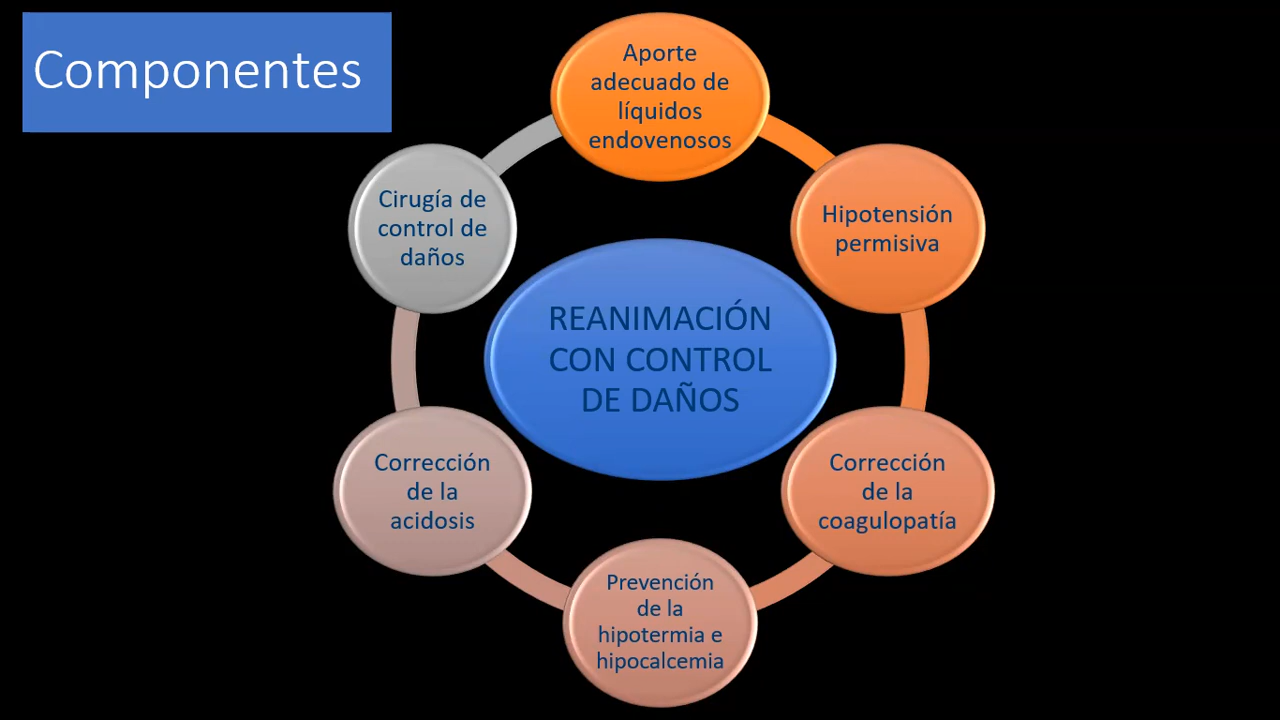 Componentes
Aporte
adecuado de
líquidos
endovenosos
Hipotensión
permisiva
Corrección
de la
coagulopatía
Prevención
de la
hipotermia e
hipocalcemia
Corrección
de la
acidosis
Cirugía de
control de
daños
REANIMACIÓN
CON CONTROL
DE DAÑOS